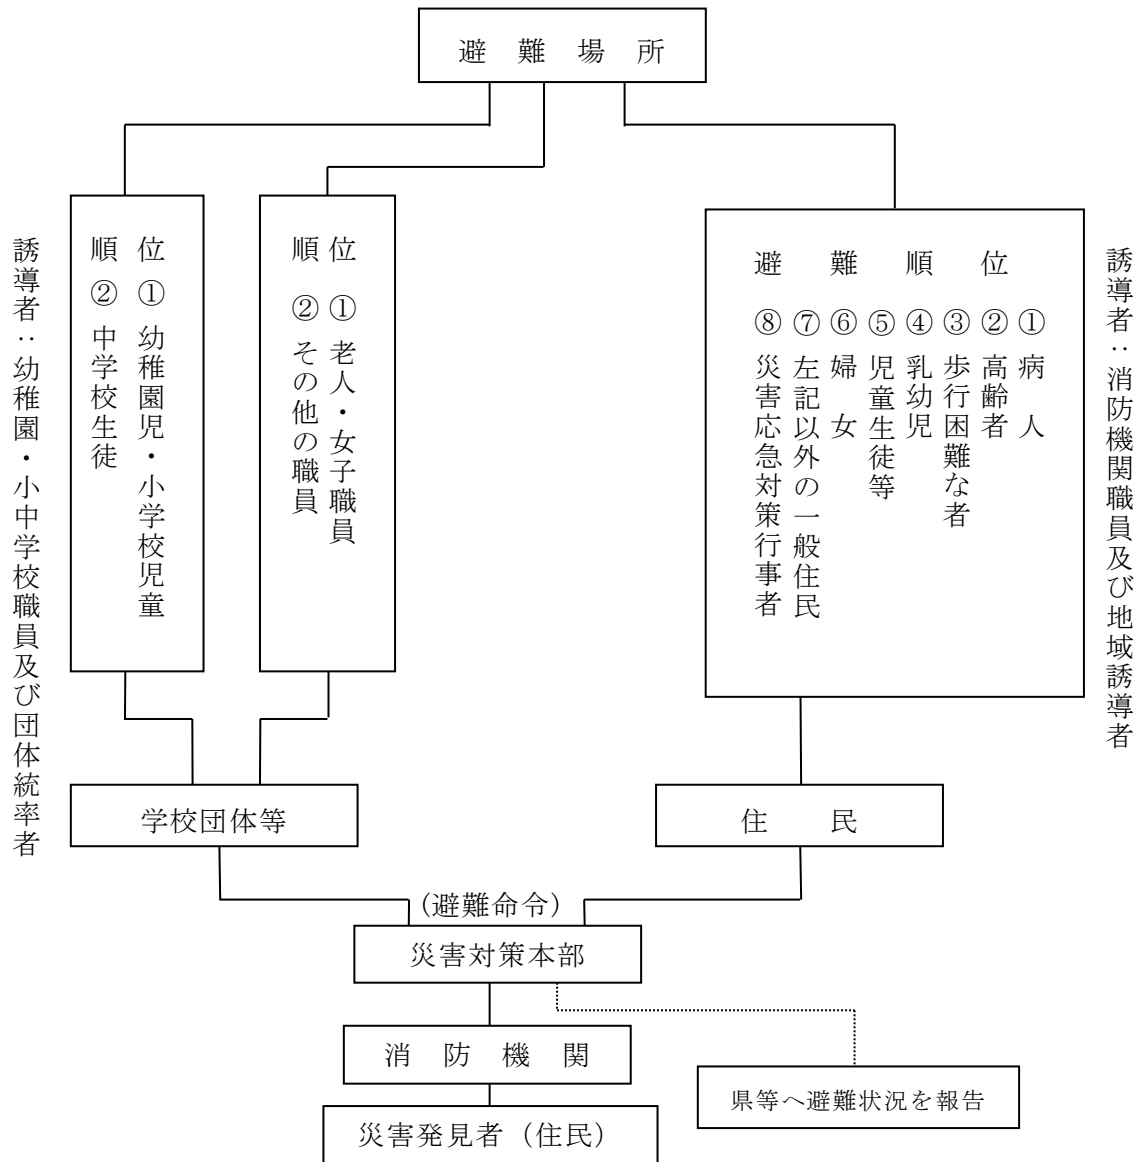 避難場所
誘導者：幼稚園・小中学校職員及び団体統率者
順位
①幼稚園児・小学校児童
②中学校生徒
順位
①老人・女子職員
②その他の職員
避難順位
①病人
②高齢者
③歩行困難な者
④乳幼児
⑤児童生徒等
⑥婦女
⑦左記以外の一般住民
⑧災害応急対策行事者
誘導者：消防機関職員及び地域誘導者
学校団体等
住民
(避難命令)
災害対策本部
消防機関
県等へ避難状況を報告
災害発見者（住民）